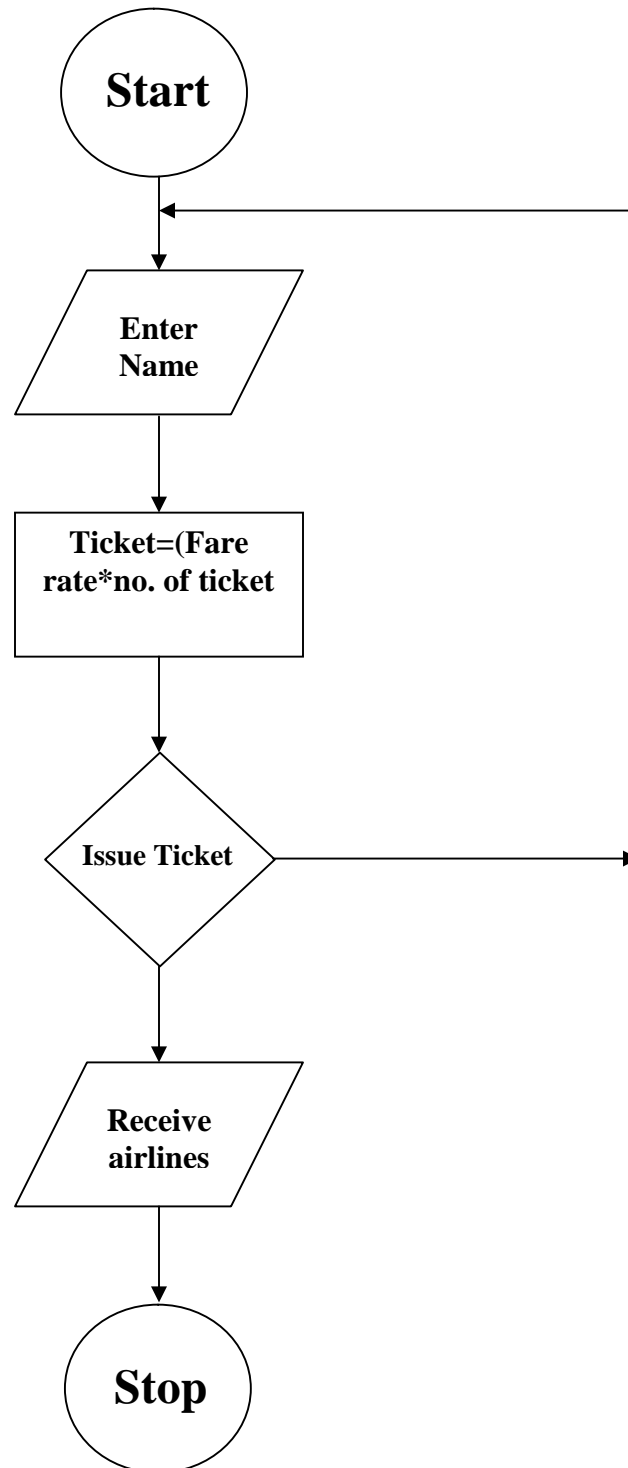 Start
Enter
Name
Ticket=(Fare
rate*no. of ticket
Issue Ticket
Receive
airlines
Stop